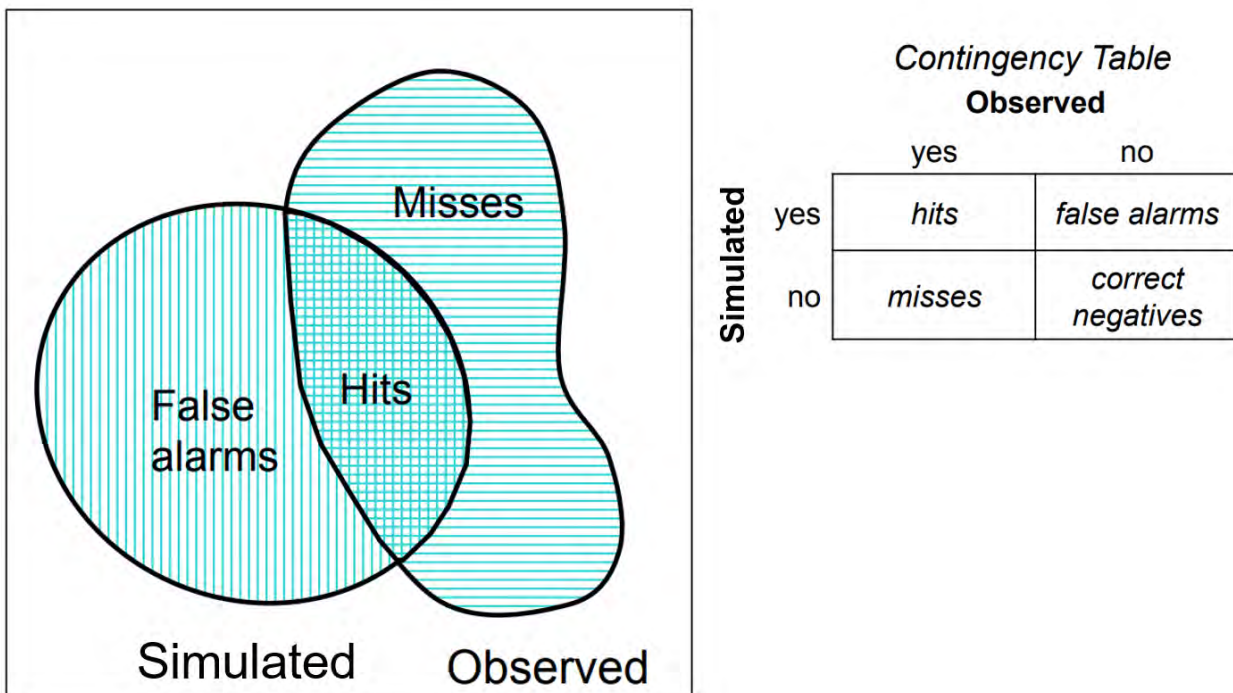 Misses
Hits
False
alarms
Simulated
Observed
Contingency Table
Observed
yes no
Simulated
yes hits false alarms
no misses correct
negatives